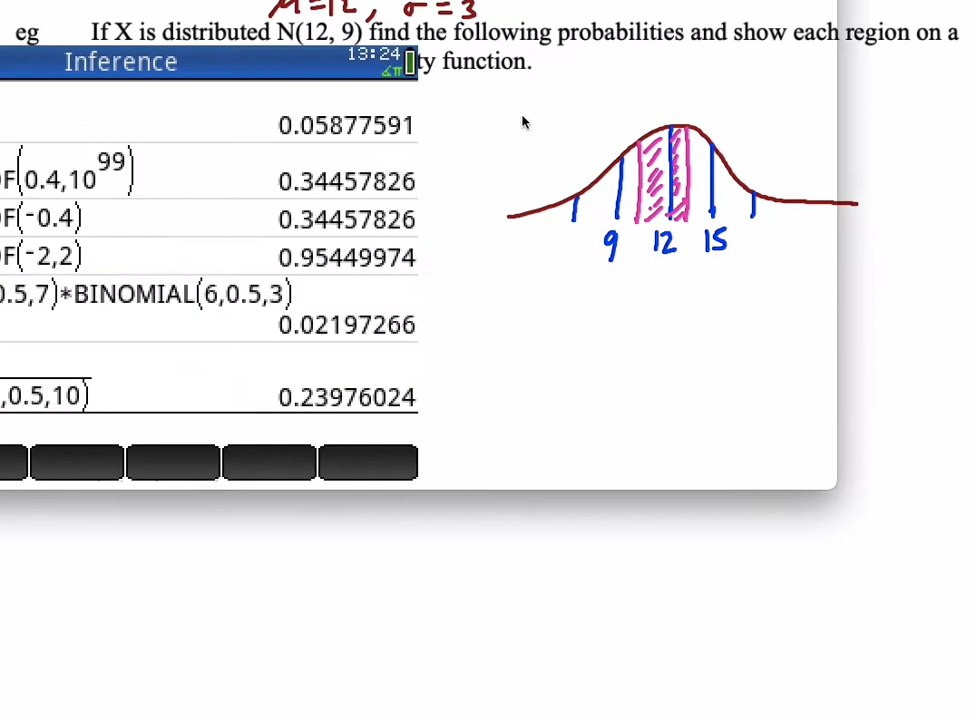 μ=12, σ=3
eg If X is distributed N(12, 9) find the following probabilities and show each region on a
ty function.
Inference
13:24
∡π
0.05877591
F(0.4,10^99)
0.34457826
F(-0.4)
0.34457826
F(-2,2)
0.95449974
0.5,7)*BINOMIAL(6,0.5,3)
0.02197266
,0.5,10)
0.23976024
9 12 15